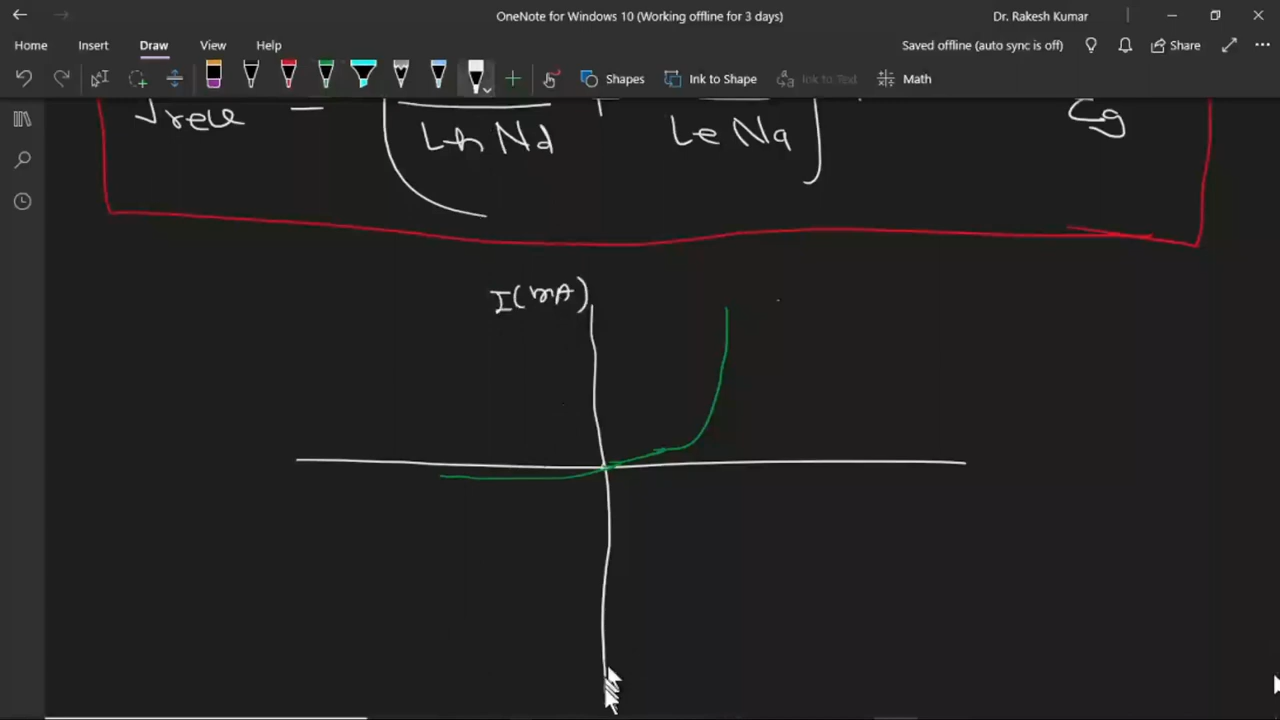 OneNote for Windows 10 (Working offline for 3 days)
Dr. Rakesh Kumar
Home Insert Draw View Help
Saved offline (auto sync is off)
Share
Shapes
Ink to Shape
Ink to Text
Math
=
Lh Nd
Le Na
I(mA)